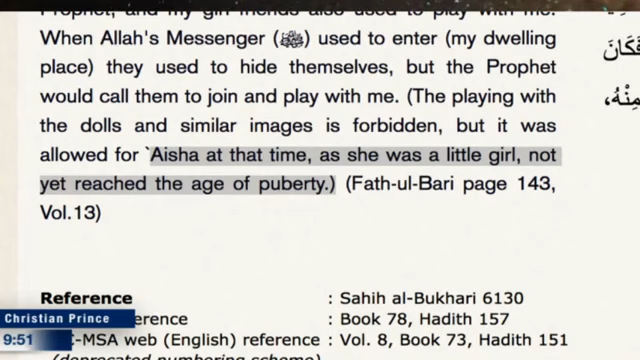 Prophet, and my girl friends also used to play with me.
When Allah's Messenger (ﷺ) used to enter (my dwelling
place) they used to hide themselves, but the Prophet
would call them to join and play with me. (The playing with
the dolls and similar images is forbidden, but it was
allowed for `Aisha at that time, as she was a little girl, not
yet reached the age of puberty.) (Fath-ul-Bari page 143,
Vol.13)
فَكَانَ
مِنْهُ،
Reference : Sahih al-Bukhari 6130
erence : Book 78, Hadith 157
C-MSA web (English) reference : Vol. 8, Book 73, Hadith 151
(deprecated numbering scheme)
Christian Prince
9:51